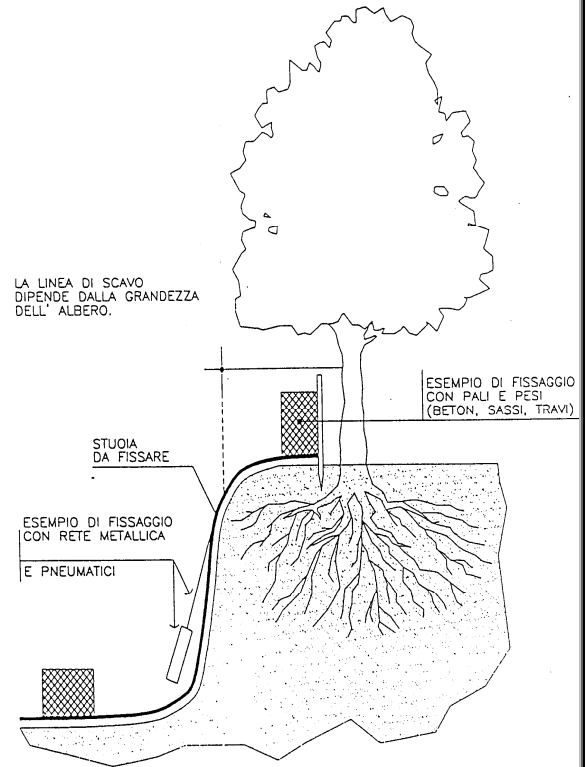 LA LINEA DI SCAVO
DIPENDE DALLA GRANDEZZA
DELL' ALBERO.
ESEMPIO DI FISSAGGIO
CON PALI E PESI
(BETON, SASSI, TRAVI)
STUOIA
DA FISSARE
ESEMPIO DI FISSAGGIO
CON RETE METALLICA
E PNEUMATICI